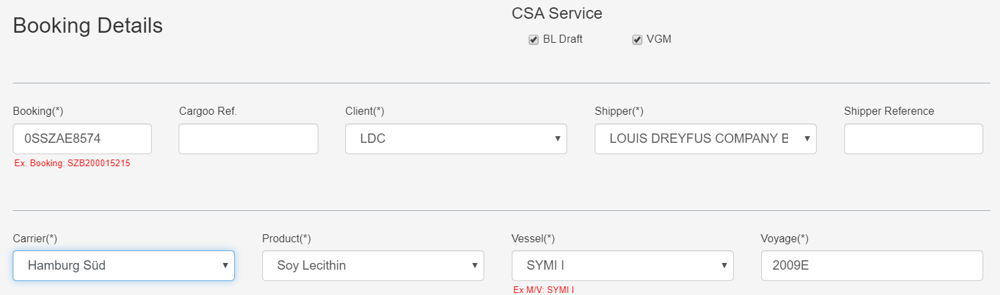 Booking Details
CSA Service
BL Draft VGM
Booking(*) Cargoo Ref. Client(*) Shipper(*) Shipper Reference
0SSZAE8574 LDC LOUIS DREYFUS COMPANY B
Ex. Booking: SZB200015215
Carrier(*) Product(*) Vessel(*) Voyage(*)
Hamburg Süd Soy Lecithin SYMI I 2009E
Ex M/V: SYMI I